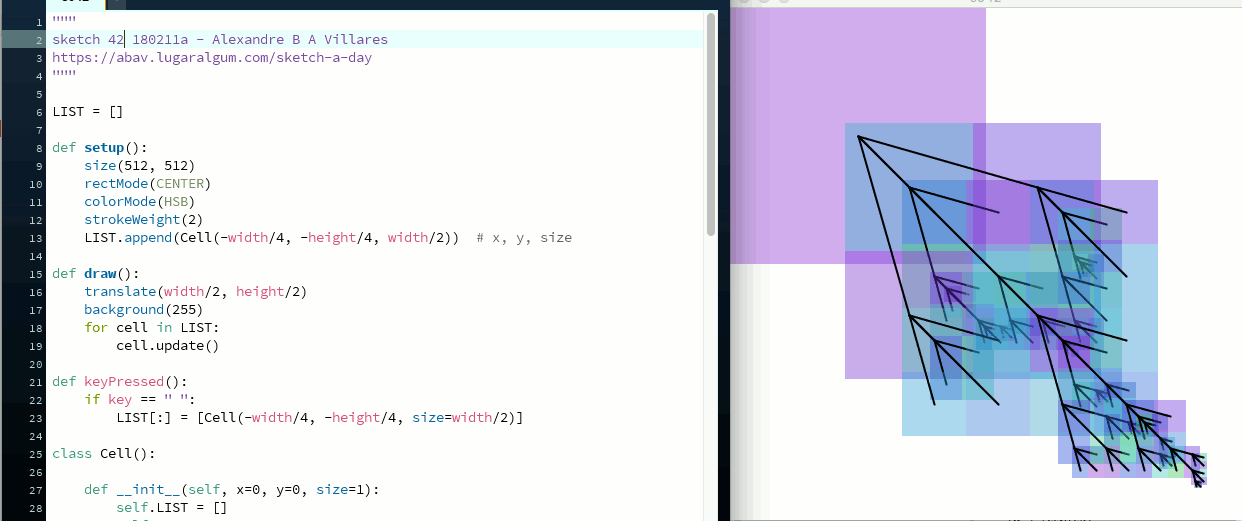 1 """
2 sketch 42 180211a - Alexandre B A Villares
3 https://abav.lugaralgum.com/sketch-a-day
4 """
5
6 LIST = []
7
8 def setup():
9     size(512, 512)
10     rectMode(CENTER)
11     colorMode(HSB)
12     strokeWeight(2)
13     LIST.append(Cell(-width/4, -height/4, width/2))  # x, y, size
14
15 def draw():
16     translate(width/2, height/2)
17     background(255)
18     for cell in LIST:
19         cell.update()
20
21 def keyPressed():
22     if key == " ":
23         LIST[:] = [Cell(-width/4, -height/4, size=width/2)]
24
25 class Cell():
26
27     def __init__(self, x=0, y=0, size=1):
28         self.LIST = []